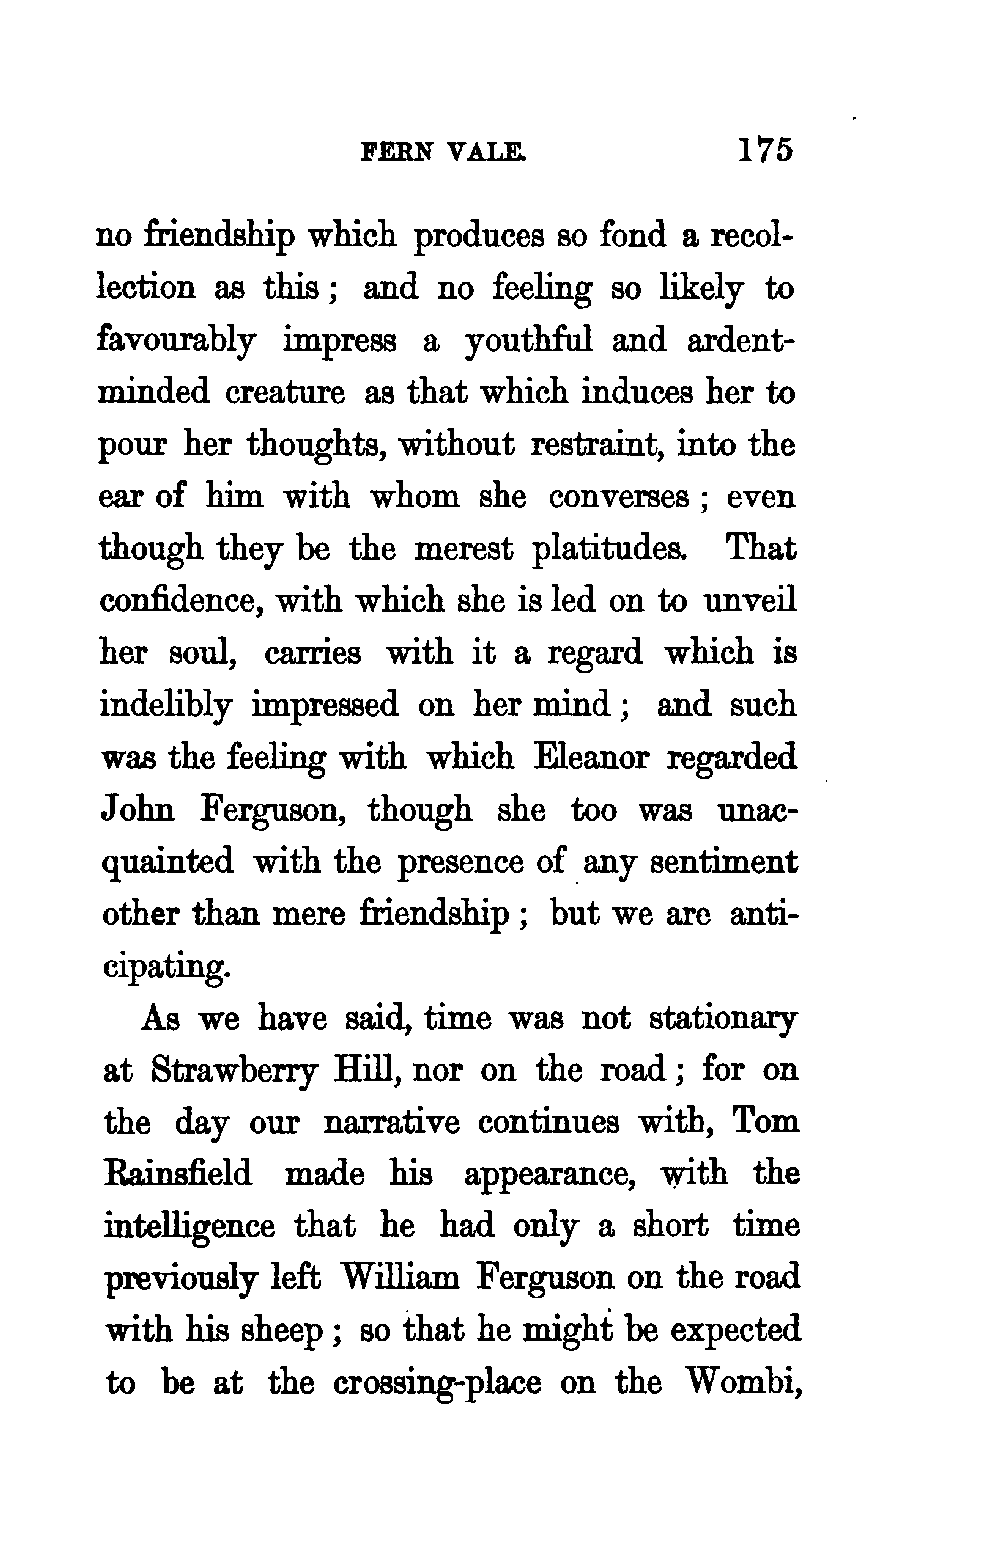 FERN VALE. 175
no friendship which produces so fond a recol-
lection as this ; and no feeling so likely to
favourably impress a youthful and ardent-
minded creature as that which induces her to
pour her thoughts, without restraint, into the
ear of him with whom she converses ; even
though they be the merest platitudes. That
confidence, with which she is led on to unveil
her soul, carries with it a regard which is
indelibly impressed on her mind ; and such
was the feeling with which Eleanor regarded
John Ferguson, though she too was unac-
quainted with the presence of any sentiment
other than mere friendship ; but we are anti-
cipating.
As we have said, time was not stationary
at Strawberry Hill, nor on the road ; for on
the day our narrative continues with, Tom
Rainsfield made his appearance, with the
intelligence that he had only a short time
previously left William Ferguson on the road
with his sheep ; so that he might be expected
to be at the crossing-place on the Wombi,